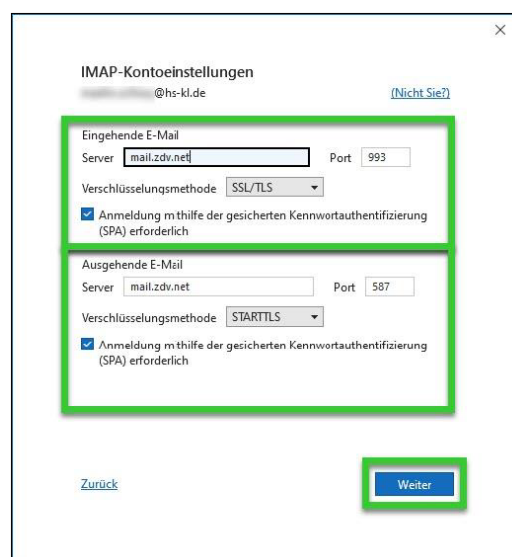 IMAP-Kontoeinstellungen
@hs-kl.de (Nicht Sie?)
Eingehende E-Mail
Server mail.zdv.net Port 993
Verschlüsselungsmethode SSL/TLS
Anmeldung mithilfe der gesicherten Kennwortauthentifizierung
(SPA) erforderlich
Ausgehende E-Mail
Server mail.zdv.net Port 587
Verschlüsselungsmethode STARTTLS
Anmeldung mithilfe der gesicherten Kennwortauthentifizierung
(SPA) erforderlich
Zurück Weiter